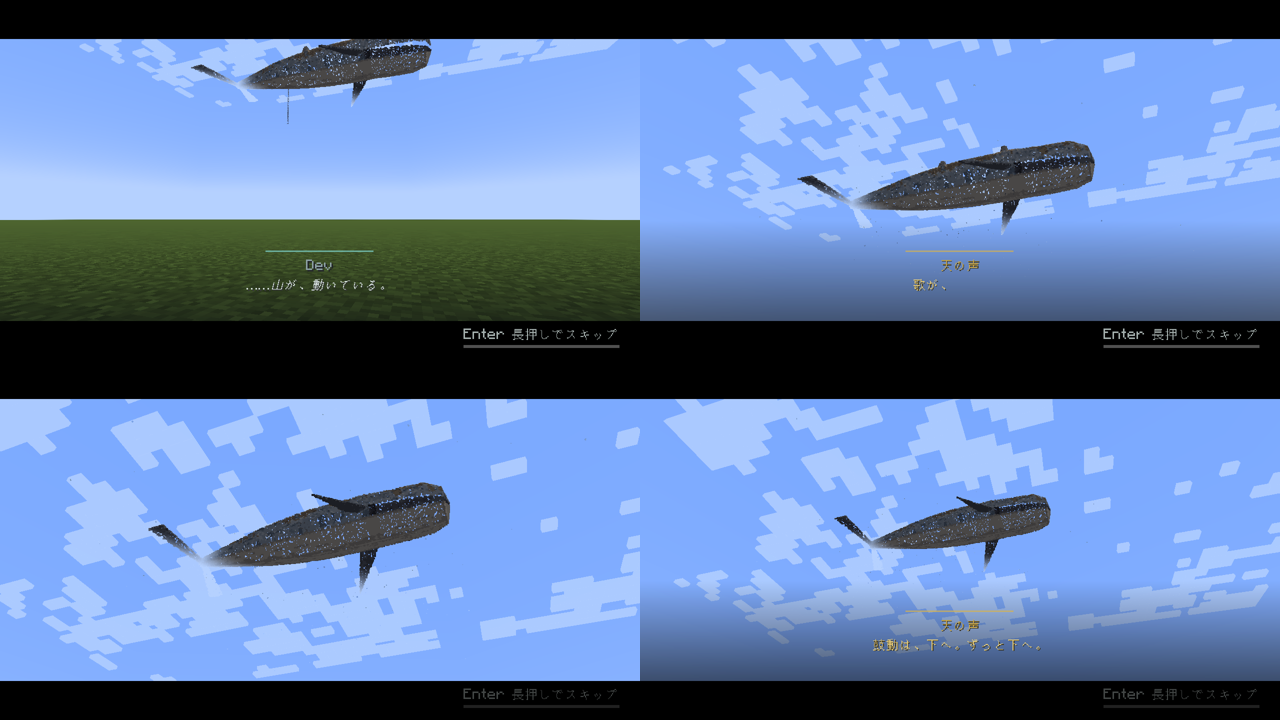 Dev
……山が、動いている。
Enter 長押しでスキップ
天の声
歌が、
Enter 長押しでスキップ
Enter 長押しでスキップ
天の声
鼓動は、下へ。ずっと下へ。
Enter 長押しでスキップ